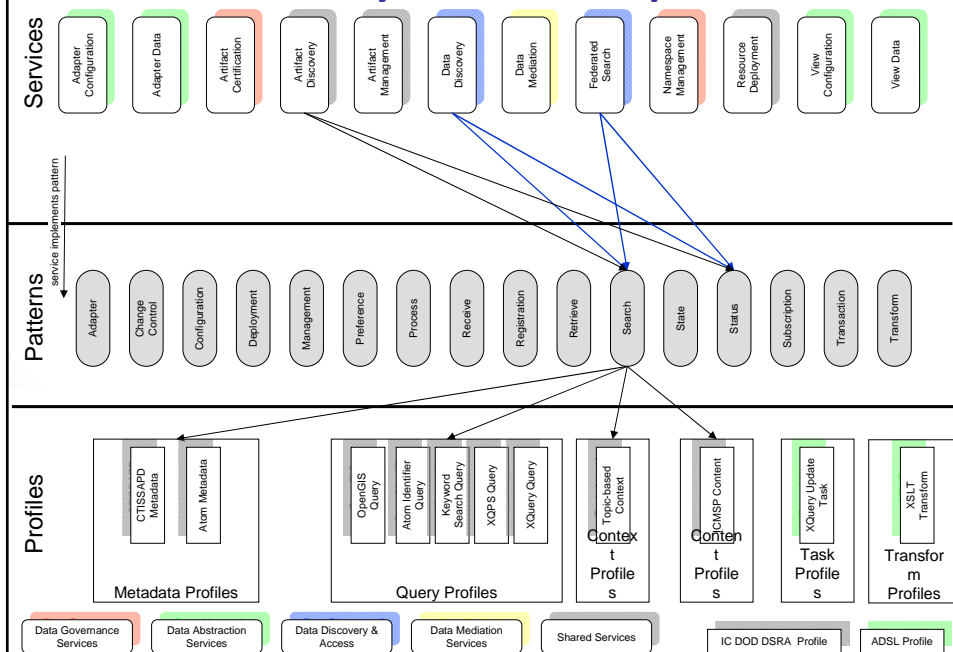 Services
Adapter
Configuration
Adapter Data
Artifact
Certification
Artifact
Discovery
Artifact
Management
Data
Discovery
Data
Mediation
Federated
Search
Namespace
Management
Resource
Deployment
View
Configuration
View Data
service implements pattern
Patterns
Adapter
Change
Control
Configuration
Deployment
Management
Preference
Process
Receive
Registration
Retrieve
Search
State
Status
Subscription
Transaction
Transform
Profiles
CTISSAPD
Metadata
Atom Metadata
Metadata Profiles
OpenGIS
Query
Atom Identifier
Query
Keyword
Search Query
XQPS Query
XQuery Query
Query Profiles
Topic-based
Context
Contex
t
Profile
s
CMSP Content
Conten
t
Profile
s
XQuery Update
Task
Task
Profile
s
XSLT
Transform
Transfor
m
Profiles
Data Governance
Services
Data Abstraction
Services
Data Discovery &
Access
Data Mediation
Services
Shared Services
IC DOD DSRA Profile
ADSL Profile